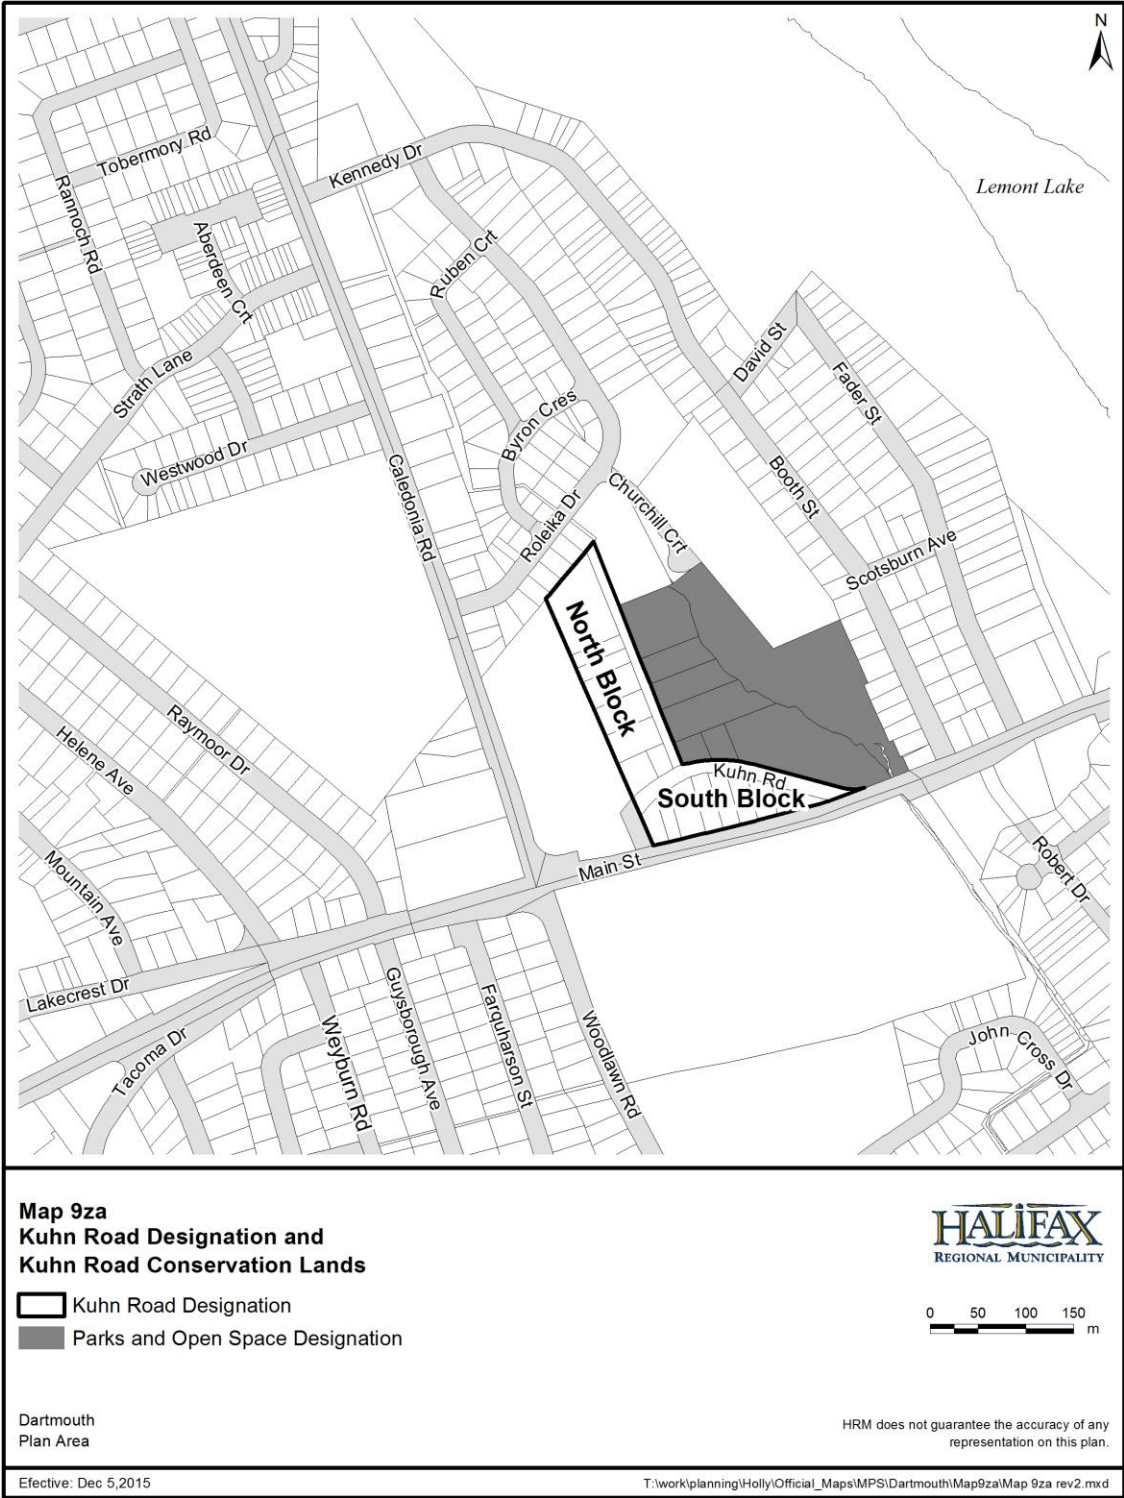 N
Lemont Lake
Tobermory Rd
Kennedy Dr
Rannoch Rd
Aberdeen Crt
Ruben Crt
David St
Strath Lane
Fader St
Byron Cres
Westwood Dr
Caledonia Rd
Booth St
Churchill Crt
Roleika Dr
Scotsburn Ave
North Block
Raymoor Dr
Helene Ave
Kuhn Rd
South Block
Main St
Mountain Ave
Robert Dr
Lakecrest Dr
Guysborough Ave
Farquharson St
Woodlawn Rd
Weyburn Rd
Tacoma Dr
John Cross Dr
Map 9za
Kuhn Road Designation and
Kuhn Road Conservation Lands
Kuhn Road Designation
Parks and Open Space Designation
HALIFAX
REGIONAL MUNICIPALITY
0 50 100 150
m
Dartmouth
Plan Area
HRM does not guarantee the accuracy of any
representation on this plan.
Efective: Dec 5,2015
T:\work\planning\Holly\Official_Maps\MPS\Dartmouth\Map9za\Map 9za rev2.mxd